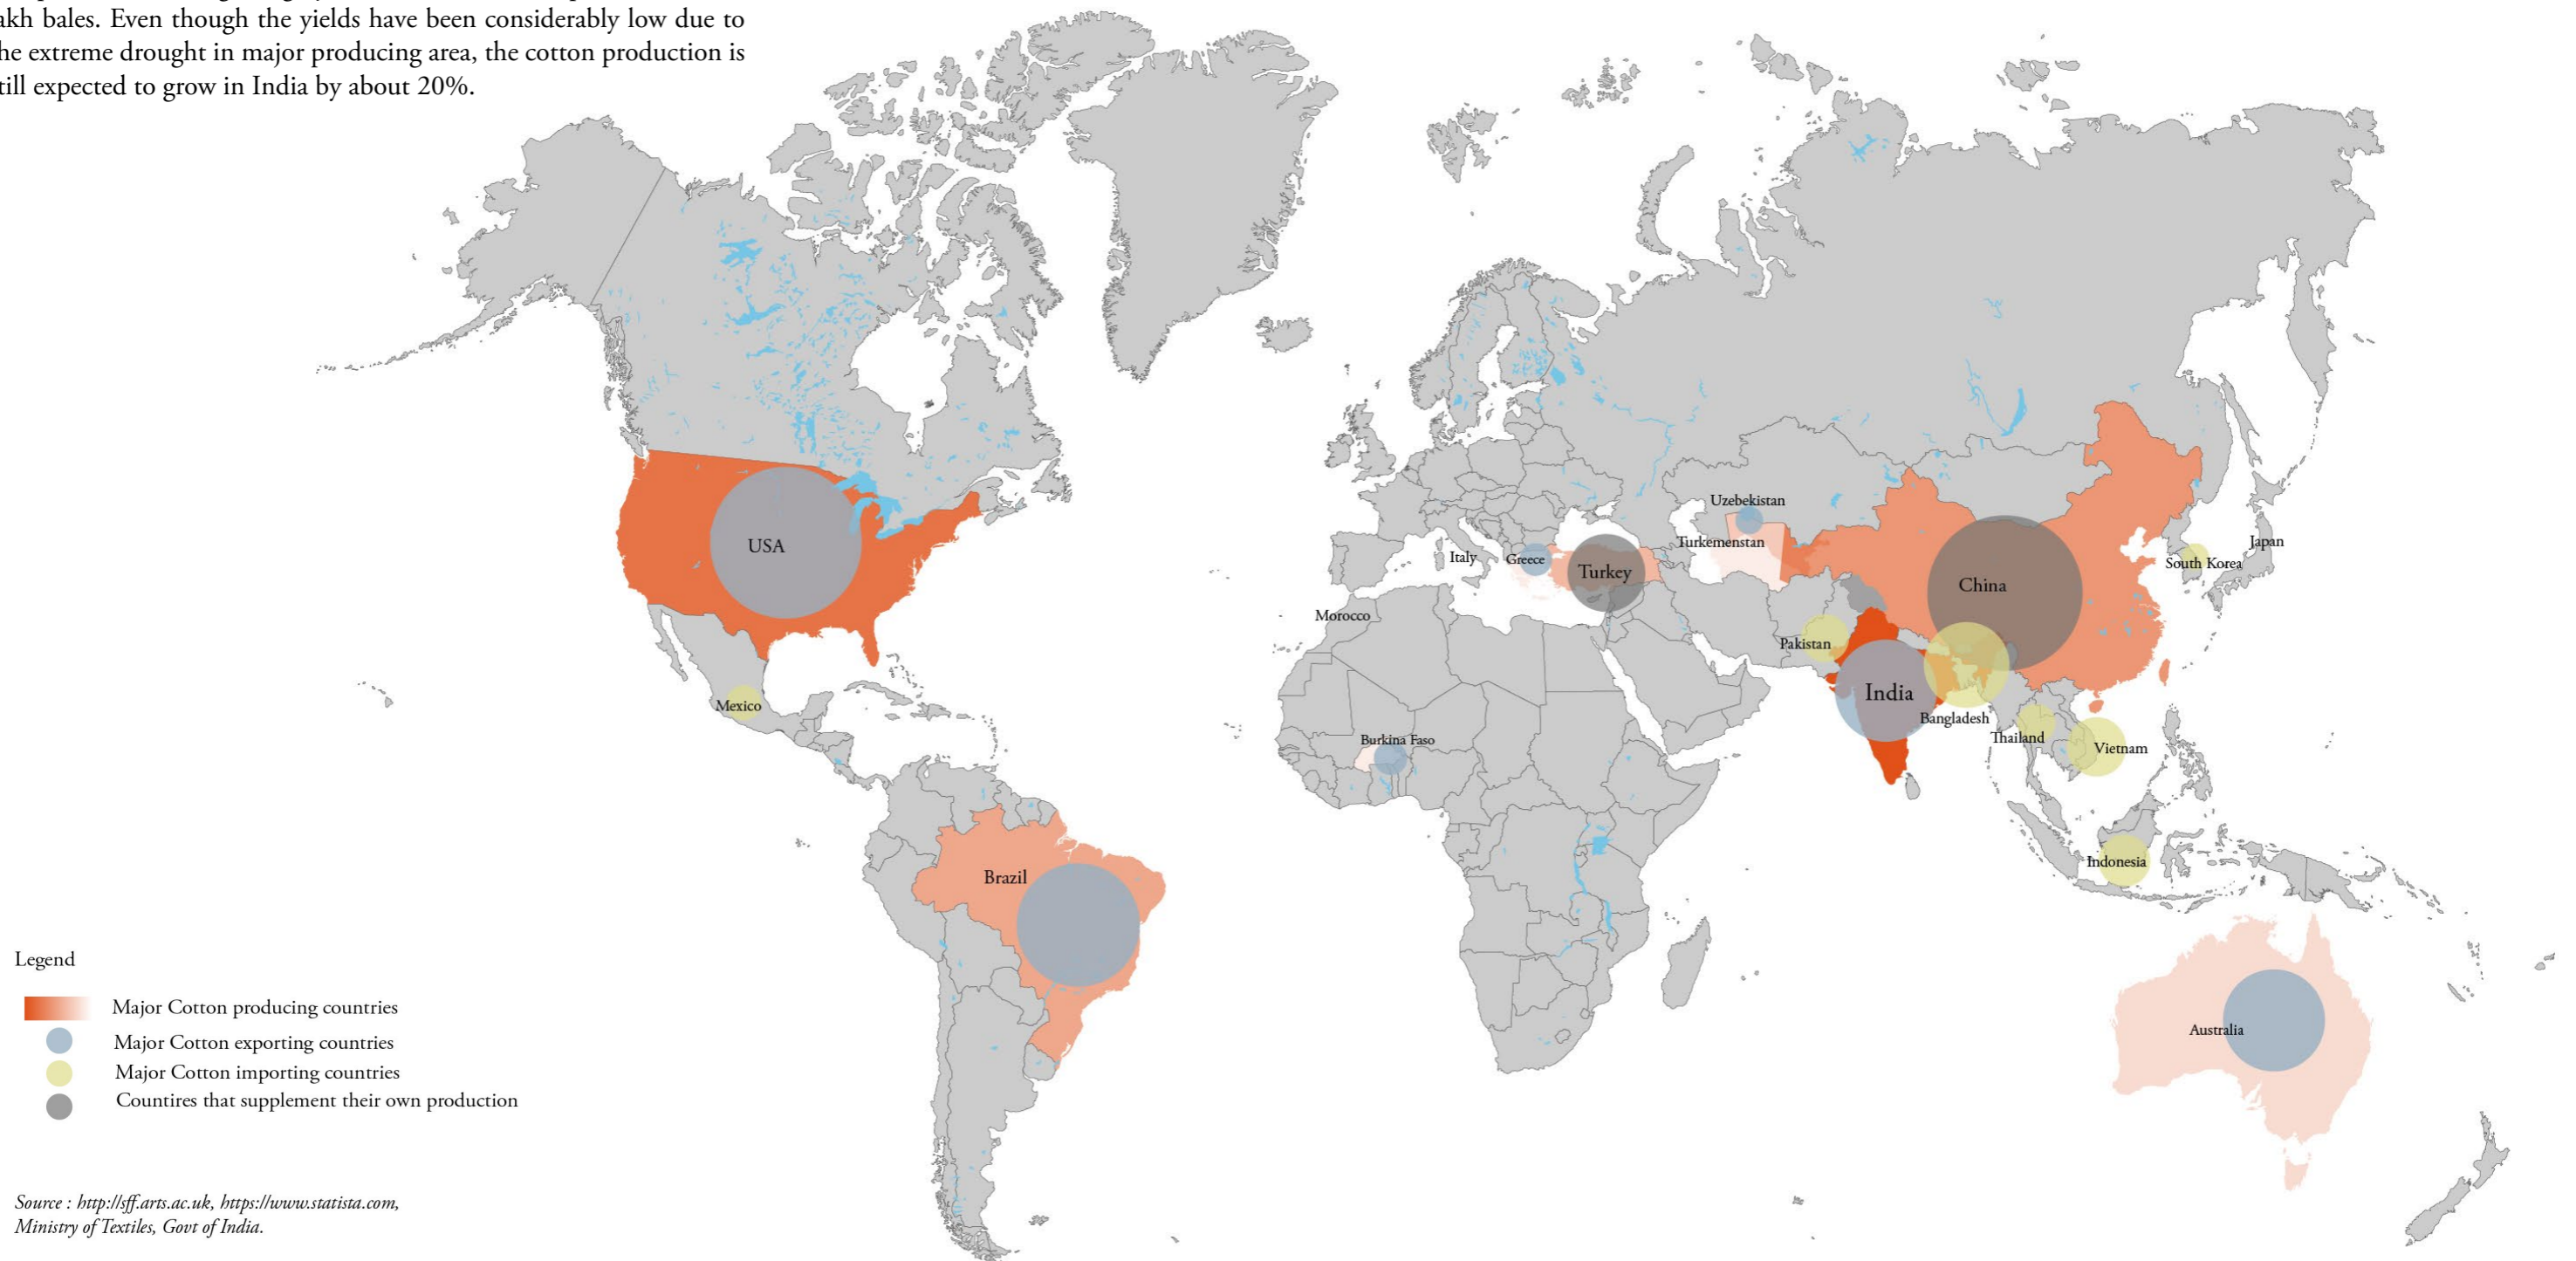 akh bales. Even though the yields have been considerably low due to
he extreme drought in major producing area, the cotton production is
till expected to grow in India by about 20%.
USA
Mexico
Brazil
Uzebekistan
Turkemenstan
Italy
Greece
Turkey
Morocco
Burkina Faso
Pakistan
India
China
Bangladesh
Thailand
Vietnam
South Korea
Japan
Indonesia
Australia
Legend
Major Cotton producing countries
Major Cotton exporting countries
Major Cotton importing countries
Countires that supplement their own production
Source : http://sff.arts.ac.uk, https://www.statista.com,
Ministry of Textiles, Govt of India.